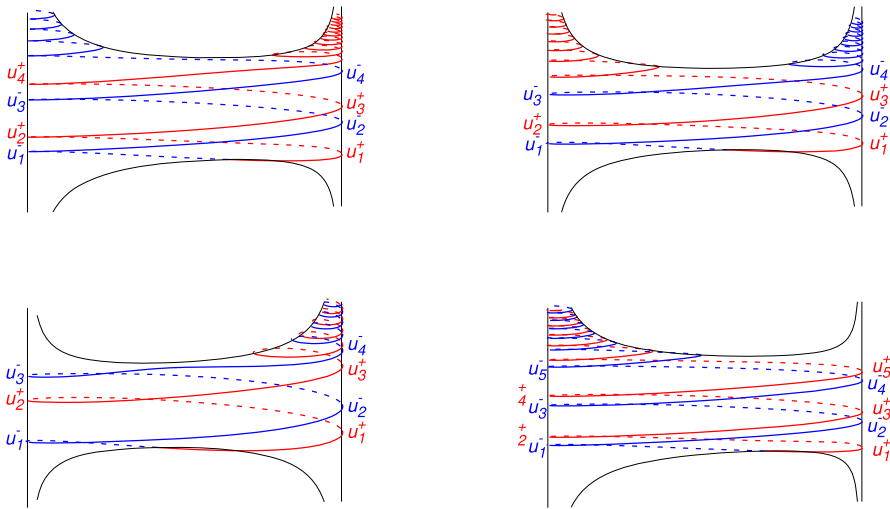 u₄⁺ u₄⁻
u₃⁻ u₃⁺
u₂⁺ u₂⁻
u₁⁻ u₁⁺
u₄⁻
u₃⁻ u₃⁺
u₂⁺ u₂⁻
u₁⁻ u₁⁺
u₄⁻
u₃⁻ u₃⁺
u₂⁺ u₂⁻
u₁⁻ u₁⁺
u₅⁻ u₅⁺
₄⁺ u₄⁻
u₃⁻ u₃⁺
₂⁺ u₂⁻
u₁⁻ u₁⁺